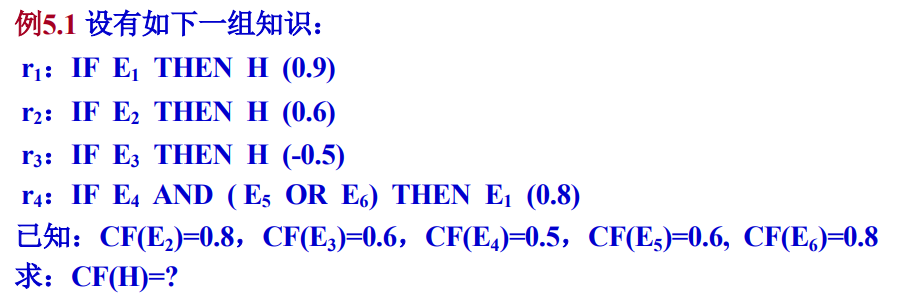 例5.1 设有如下一组知识：
r₁：IF E₁ THEN H (0.9)
r₂：IF E₂ THEN H (0.6)
r₃：IF E₃ THEN H (-0.5)
r₄：IF E₄ AND ( E₅ OR E₆) THEN E₁ (0.8)
已知：CF(E₂)=0.8，CF(E₃)=0.6，CF(E₄)=0.5，CF(E₅)=0.6, CF(E₆)=0.8
求：CF(H)=?